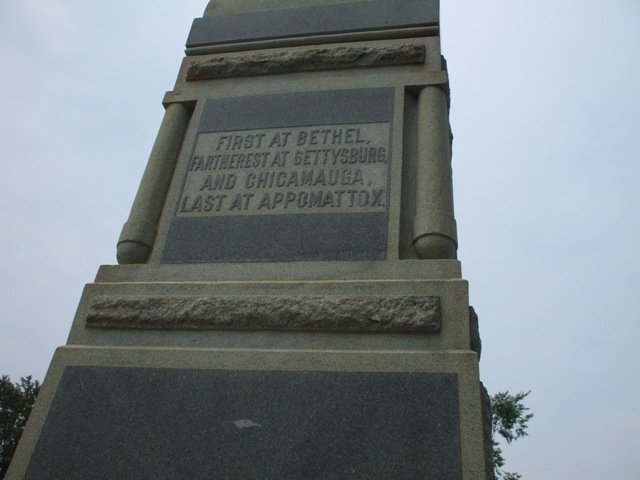 FIRST AT BETHEL,
FARTHEREST AT GETTYSBURG,
AND CHICAMAUGA,
LAST AT APPOMATTOX.